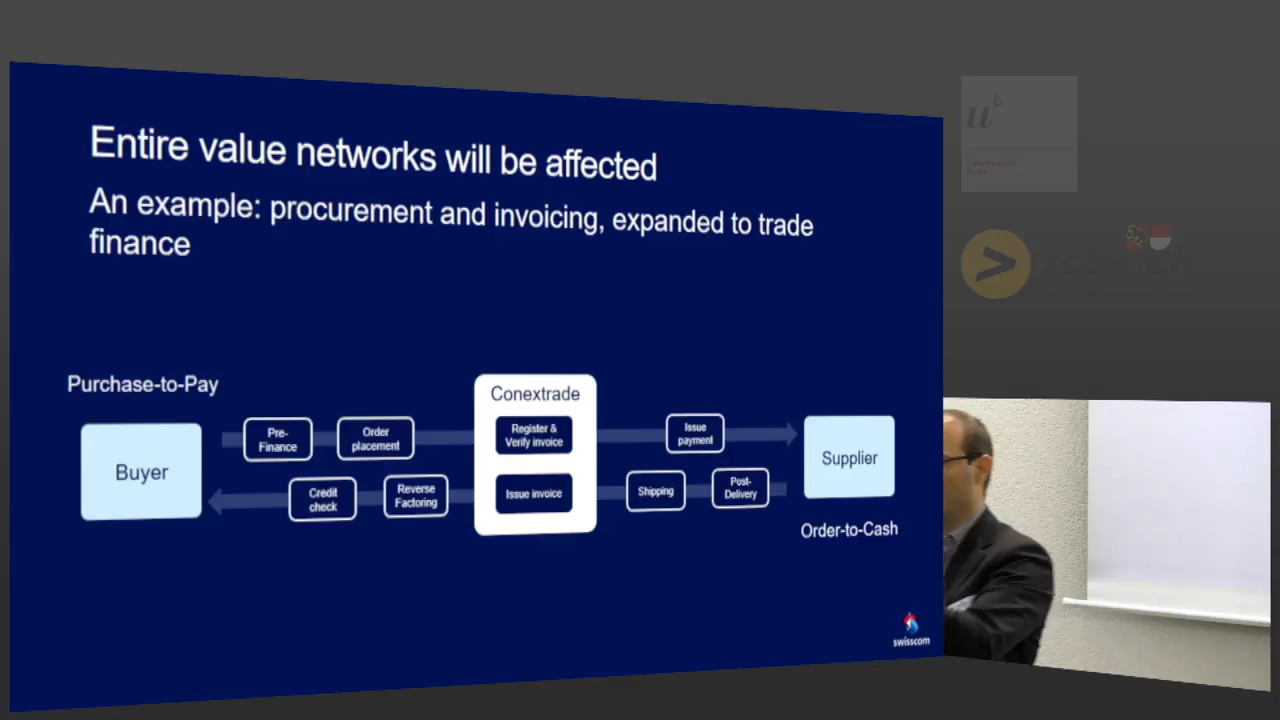 Entire value networks will be affected
An example: procurement and invoicing, expanded to trade
finance
Purchase-to-Pay
Buyer
Pre-
Finance
Order
placement
Credit
check
Reverse
Factoring
Conextrade
Register &
Verify invoice
Issue invoice
Issue
payment
Shipping
Post-
Delivery
Supplier
Order-to-Cash
swisscom
u
b
tcbe.ch